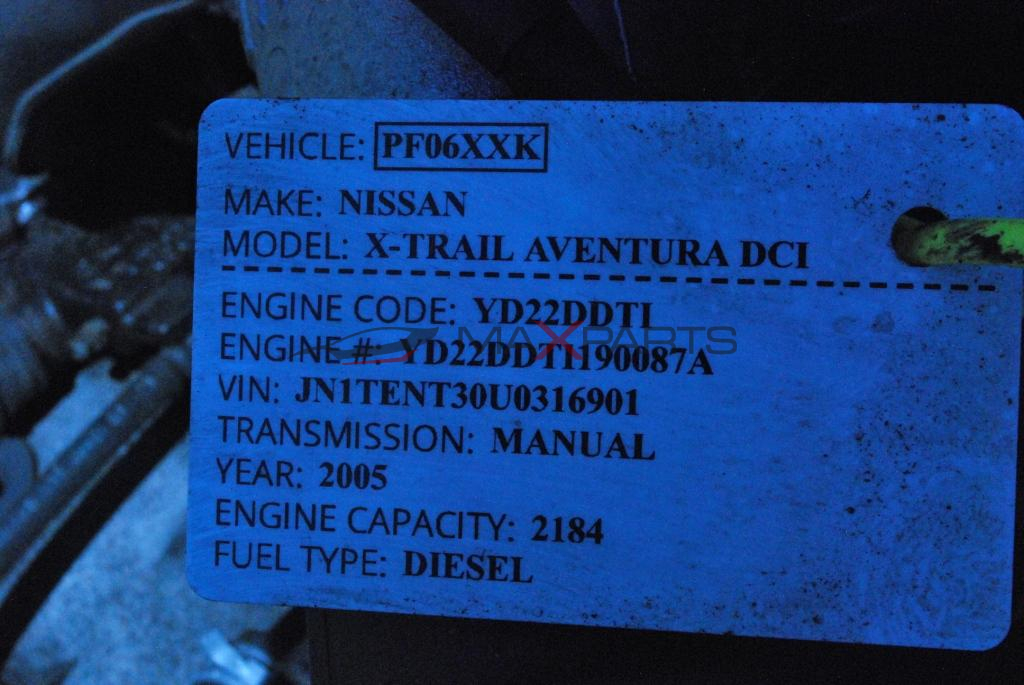 VEHICLE: PF06XXK
MAKE: NISSAN
MODEL: X-TRAIL AVENTURA DCI
ENGINE CODE: YD22DDTI
MAXPARTS
ENGINE #: YD22DDTI190087A
VIN: JN1TENT30U0316901
TRANSMISSION: MANUAL
YEAR: 2005
ENGINE CAPACITY: 2184
FUEL TYPE: DIESEL